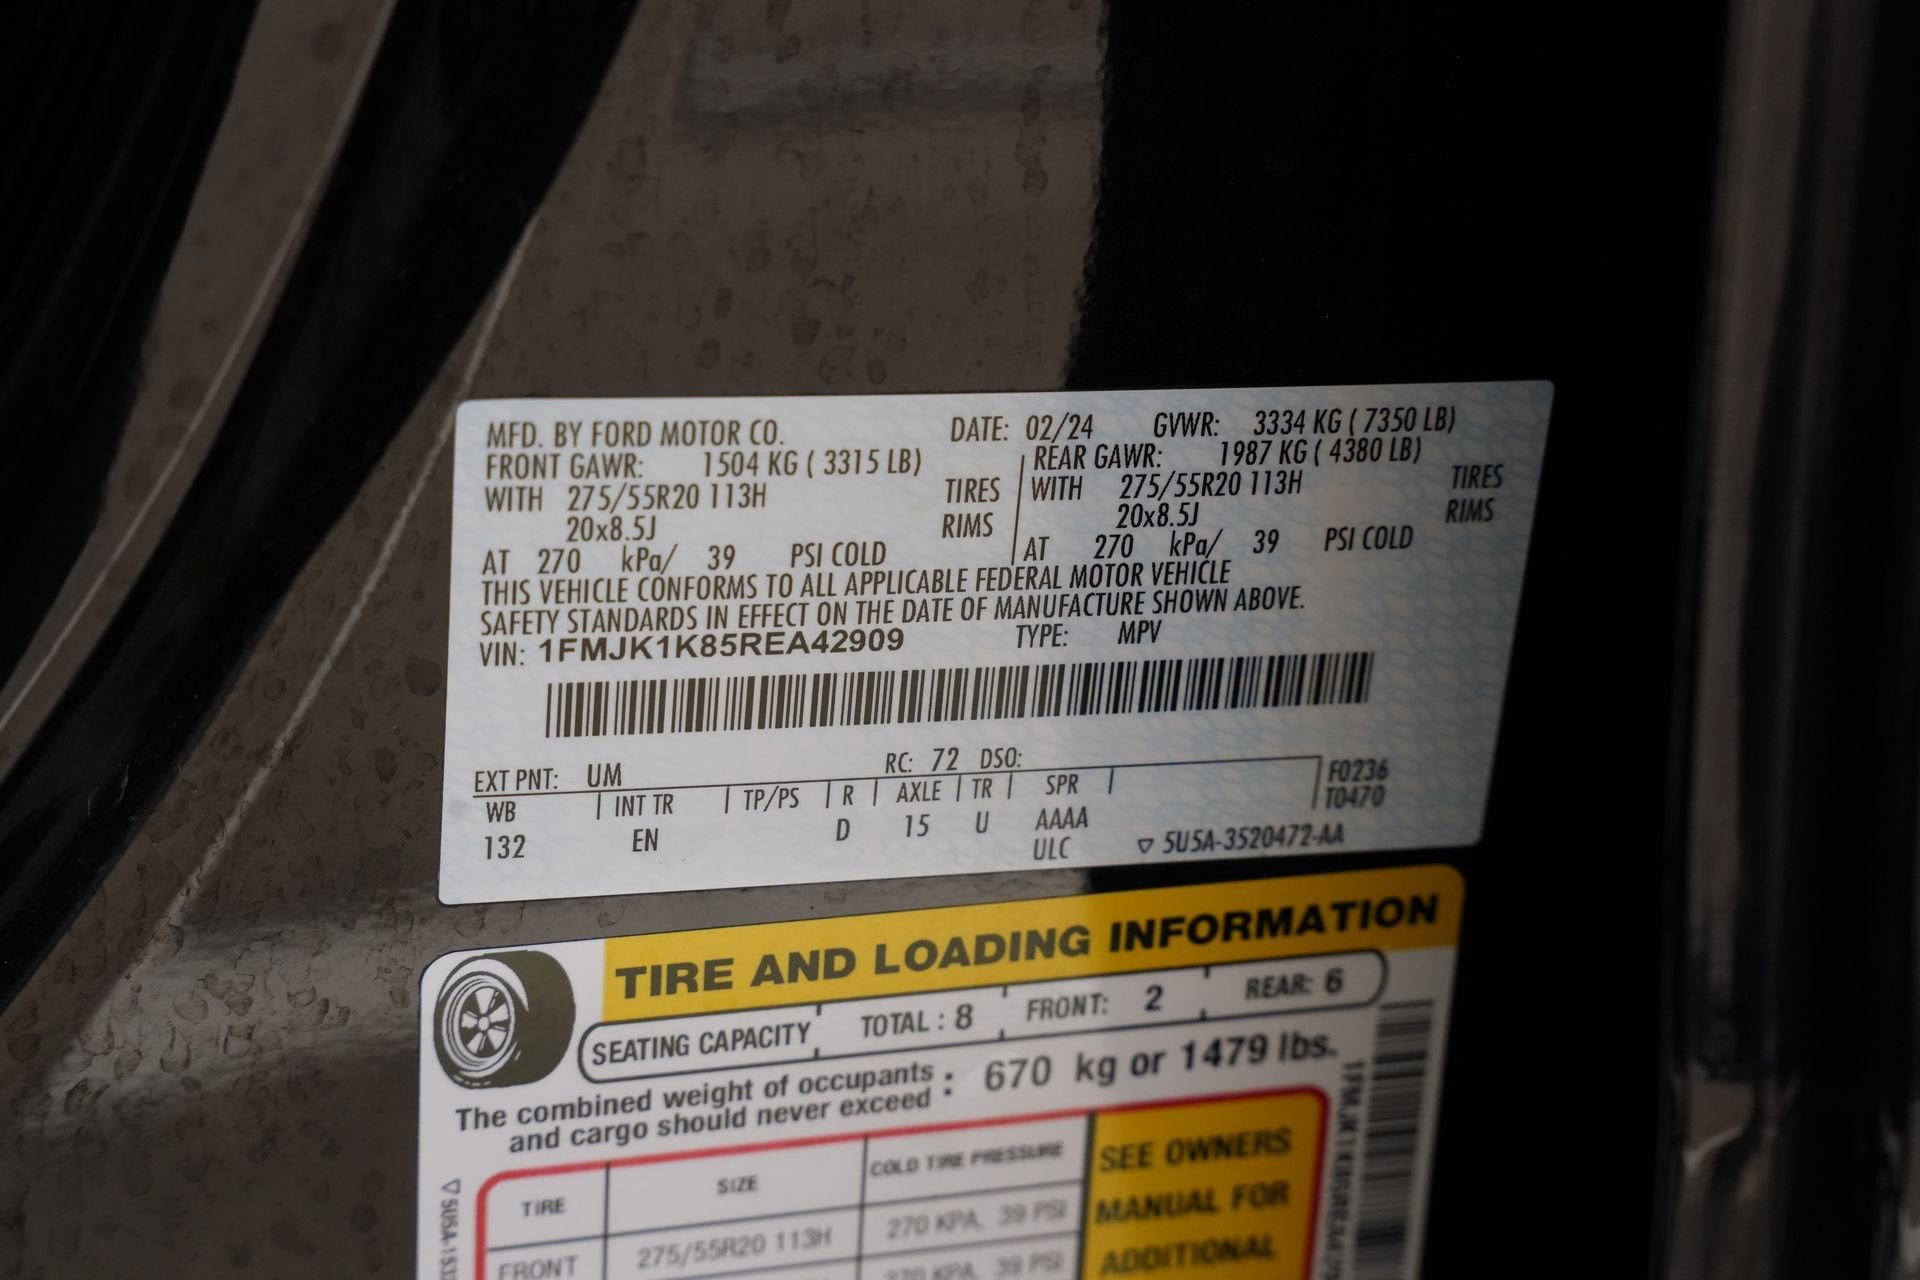 MFD. BY FORD MOTOR CO. DATE: 02/24 GVWR: 3334 KG ( 7350 LB)
FRONT GAWR: 1504 KG ( 3315 LB) REAR GAWR: 1987 KG ( 4380 LB)
WITH 275/55R20 113H TIRES WITH 275/55R20 113H TIRES
20x8.5J RIMS 20x8.5J RIMS
AT 270 kPa/ 39 PSI COLD AT 270 kPa/ 39 PSI COLD
THIS VEHICLE CONFORMS TO ALL APPLICABLE FEDERAL MOTOR VEHICLE
SAFETY STANDARDS IN EFFECT ON THE DATE OF MANUFACTURE SHOWN ABOVE.
VIN: 1FMJK1K85REA42909 TYPE: MPV
EXT PNT: UM RC: 72 DSO:
WB INT TR TP/PS R AXLE TR SPR F0236
T0470
132 EN D 15 U AAAA
ULC ▽ 5U5A-3520472-AA
TIRE AND LOADING INFORMATION
SEATING CAPACITY TOTAL : 8 FRONT: 2 REAR: 6
The combined weight of occupants : 670 kg or 1479 lbs.
and cargo should never exceed
TIRE SIZE COLD TIRE PRESSURE SEE OWNERS
MANUAL FOR
FRONT 275/55R20 113H 270 KPA, 39 PSI ADDITIONAL
270 KPA, 39 PSI